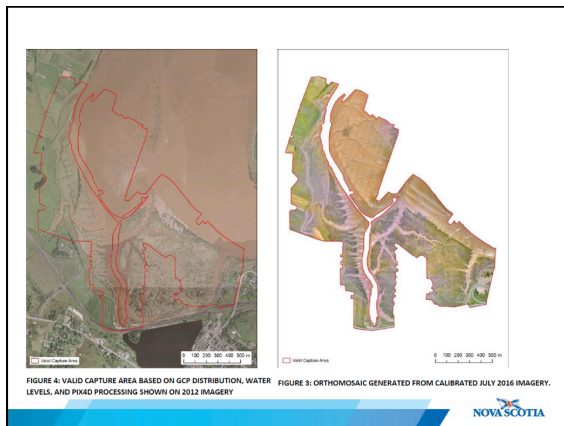 Valid Capture Area
0 100 200 300 400 500 m
Valid Capture Area
0 100 200 300 400 500 m
FIGURE 4: VALID CAPTURE AREA BASED ON GCP DISTRIBUTION, WATER
LEVELS, AND PIX4D PROCESSING SHOWN ON 2012 IMAGERY
FIGURE 3: ORTHOMOSAIC GENERATED FROM CALIBRATED JULY 2016 IMAGERY.
NOVA SCOTIA